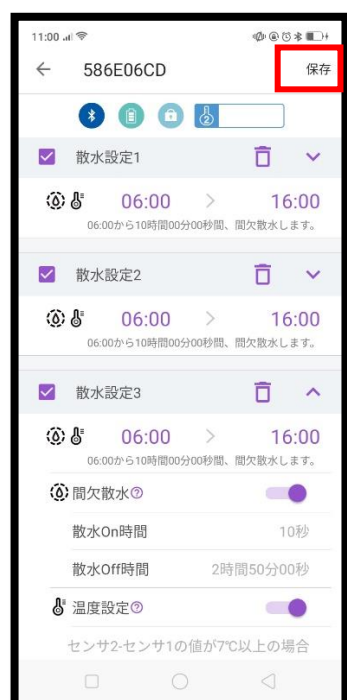 11:00
586E06CD
保存
2
散水設定1
06:00 > 16:00
06:00から10時間00分00秒間、間欠散水します。
散水設定2
06:00 > 16:00
06:00から10時間00分00秒間、間欠散水します。
散水設定3
06:00 > 16:00
06:00から10時間00分00秒間、間欠散水します。
間欠散水?
散水On時間 10秒
散水Off時間 2時間50分00秒
温度設定?
センサ2-センサ1の値が7℃以上の場合